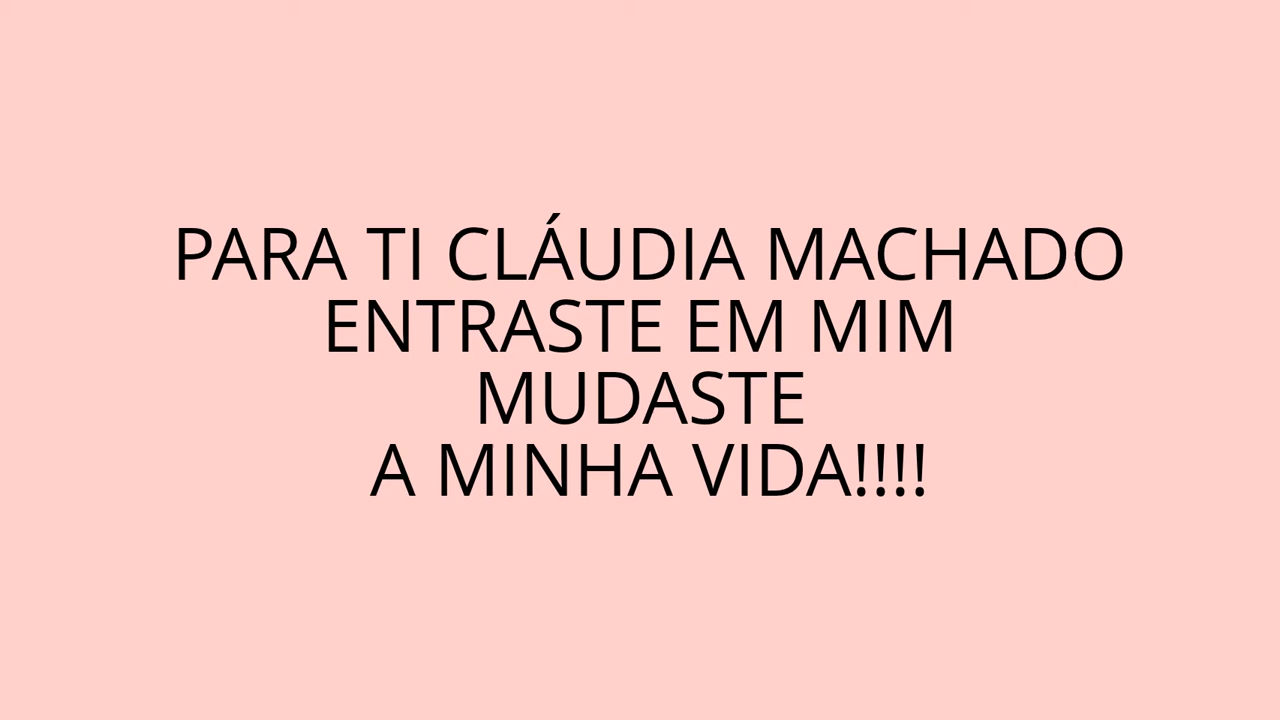 PARA TI CLÁUDIA MACHADO
ENTRASTE EM MIM
MUDASTE
A MINHA VIDA!!!!